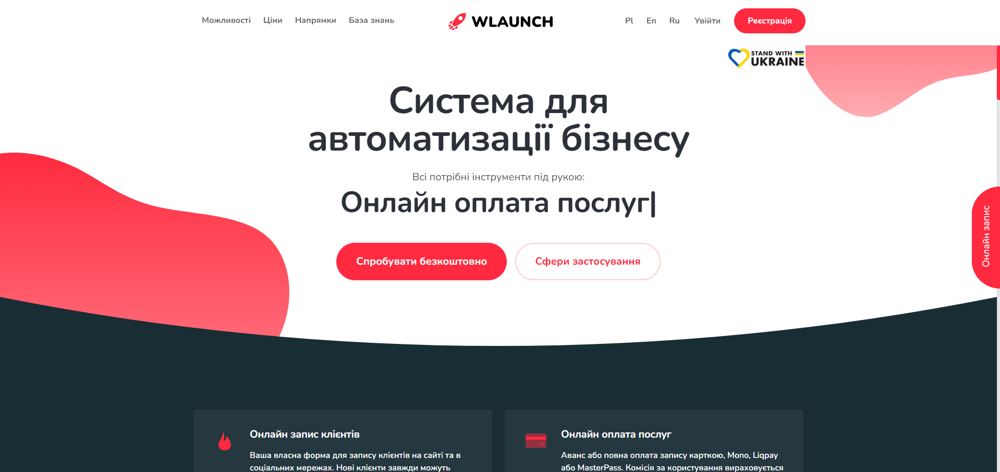 Можливості Ціни Напрямки База знань WLAUNCH Pl En Ru Увійти Реєстрація
STAND WITH
UKRAINE
Система для
автоматизації бізнесу
Всі потрібні інструменти під рукою:
Онлайн оплата послуг|
Спробувати безкоштовно Сфери застосування
Онлайн запис
Онлайн запис клієнтів
Ваша власна форма для запису клієнтів на сайті та в
соціальних мережах. Нові клієнти завжди можуть
Онлайн оплата послуг
Аванс або повна оплата запису карткою, Mono, Liqpay
або MasterPass. Комісія за користування вираховується